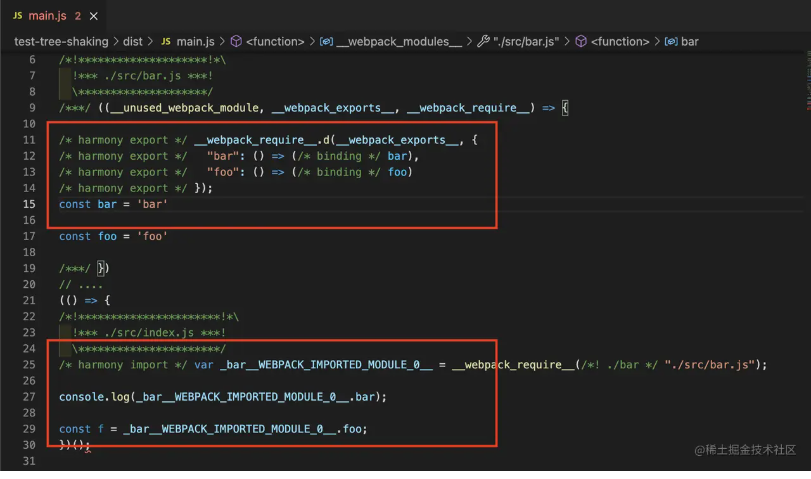 JS main.js 2 ×
test-tree-shaking > dist > JS main.js > <function> > __webpack_modules__ > "./src/bar.js" > <function> > bar
6 /*!********************!*\
7 !*** ./src/bar.js ***!
8 \********************/
9 /***/ ((__unused_webpack_module, __webpack_exports__, __webpack_require__) => {
10
11 /* harmony export */ __webpack_require__.d(__webpack_exports__, {
12 /* harmony export */ "bar": () => (/* binding */ bar),
13 /* harmony export */ "foo": () => (/* binding */ foo)
14 /* harmony export */ });
15 const bar = 'bar'
16
17 const foo = 'foo'
18
19 /***/ })
20 // ....
21 (() => {
22 /*!**********************!*\
23 !*** ./src/index.js ***!
24 \**********************/
25 /* harmony import */ var _bar__WEBPACK_IMPORTED_MODULE_0__ = __webpack_require__(/*! ./bar */ "./src/bar.js");
26
27 console.log(_bar__WEBPACK_IMPORTED_MODULE_0__.bar);
28
29 const f = _bar__WEBPACK_IMPORTED_MODULE_0__.foo;
30 })();
31
@稀土掘金技术社区